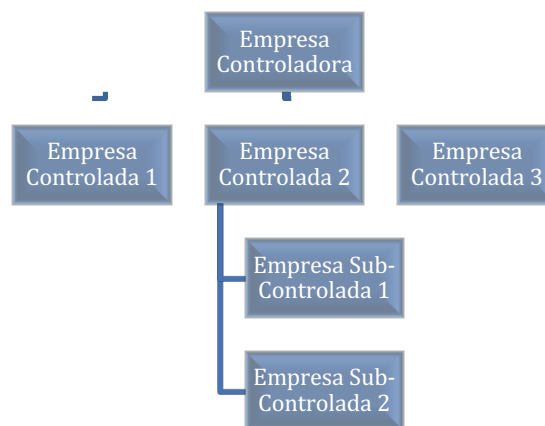 Empresa
Controladora
Empresa
Controlada 1
Empresa
Controlada 2
Empresa
Controlada 3
Empresa Sub-
Controlada 1
Empresa Sub-
Controlada 2